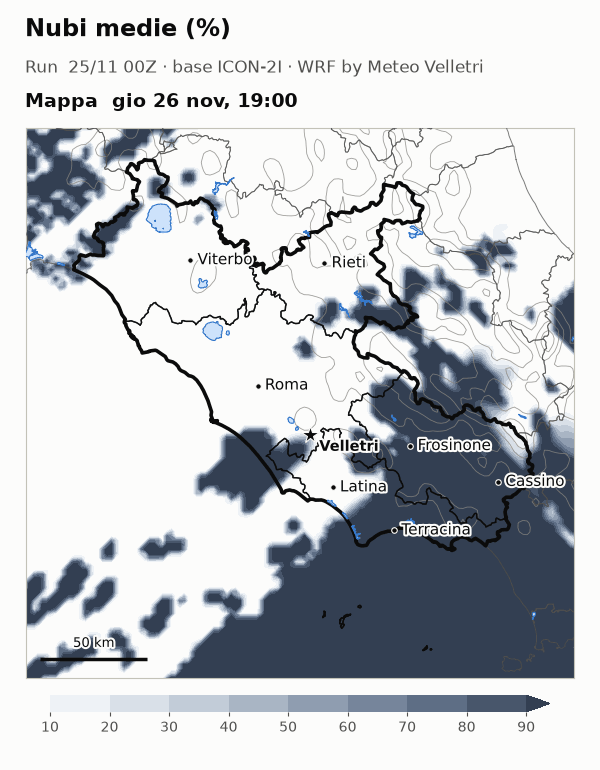 Nubi medie (%)
Run  25/11 00Z · base ICON-2I · WRF by Meteo Velletri
Mappa  gio 26 nov, 19:00
Viterbo
Rieti
Roma
Velletri
Frosinone
Latina
Cassino
Terracina
50 km
10 20 30 40 50 60 70 80 90